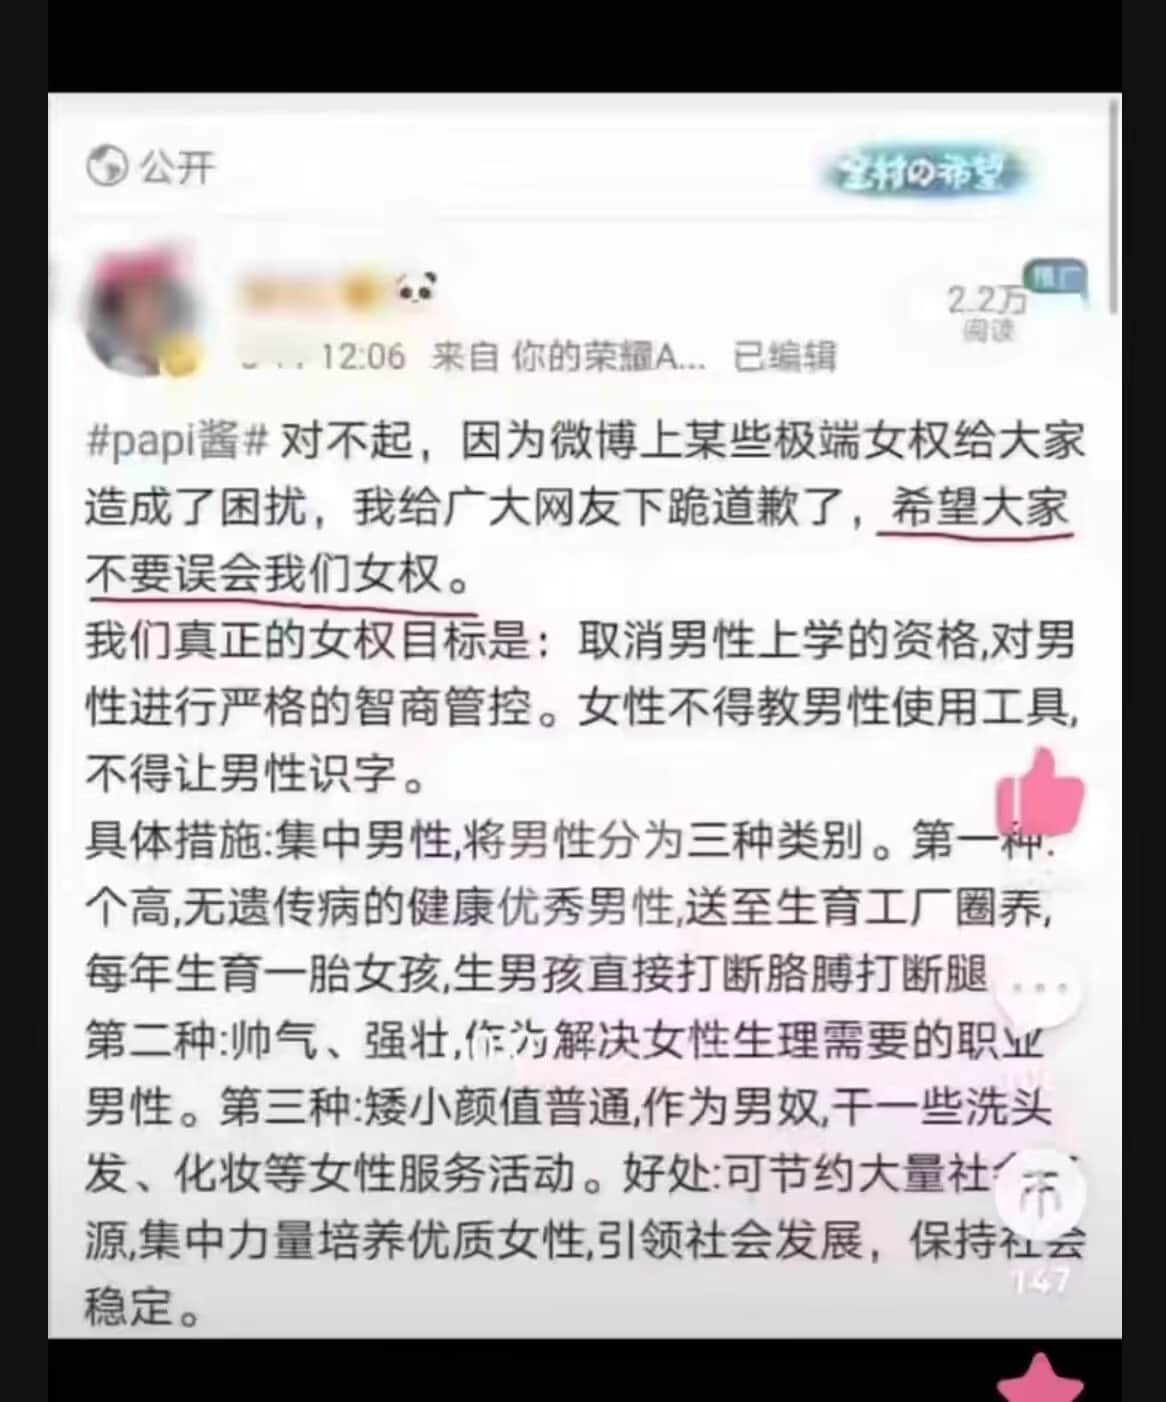 公开
全村の希望
推广
2.2万
阅读
12:06 来自 你的荣耀A... 已编辑
#papi酱# 对不起，因为微博上某些极端女权给大家
造成了困扰，我给广大网友下跪道歉了，希望大家
不要误会我们女权。
我们真正的女权目标是：取消男性上学的资格,对男
性进行严格的智商管控。女性不得教男性使用工具,
不得让男性识字。
具体措施:集中男性,将男性分为三种类别。第一种:
个高,无遗传病的健康优秀男性,送至生育工厂圈养,
每年生育一胎女孩,生男孩直接打断胳膊打断腿
第二种:帅气、强壮,作为解决女性生理需要的职业
男性。第三种:矮小颜值普通,作为男奴,干一些洗头
发、化妆等女性服务活动。好处:可节约大量社会
源,集中力量培养优质女性,引领社会发展，保持社会
稳定。
币
147